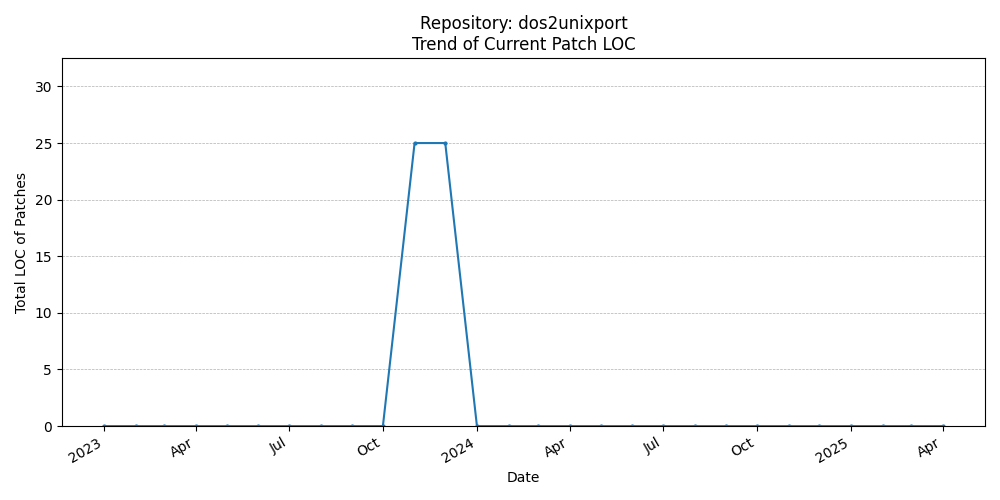 Repository: dos2unixport
Trend of Current Patch LOC
Total LOC of Patches
30
25
20
15
10
5
0
2023
Apr
Jul
Oct
2024
Apr
Jul
Oct
2025
Apr
Date